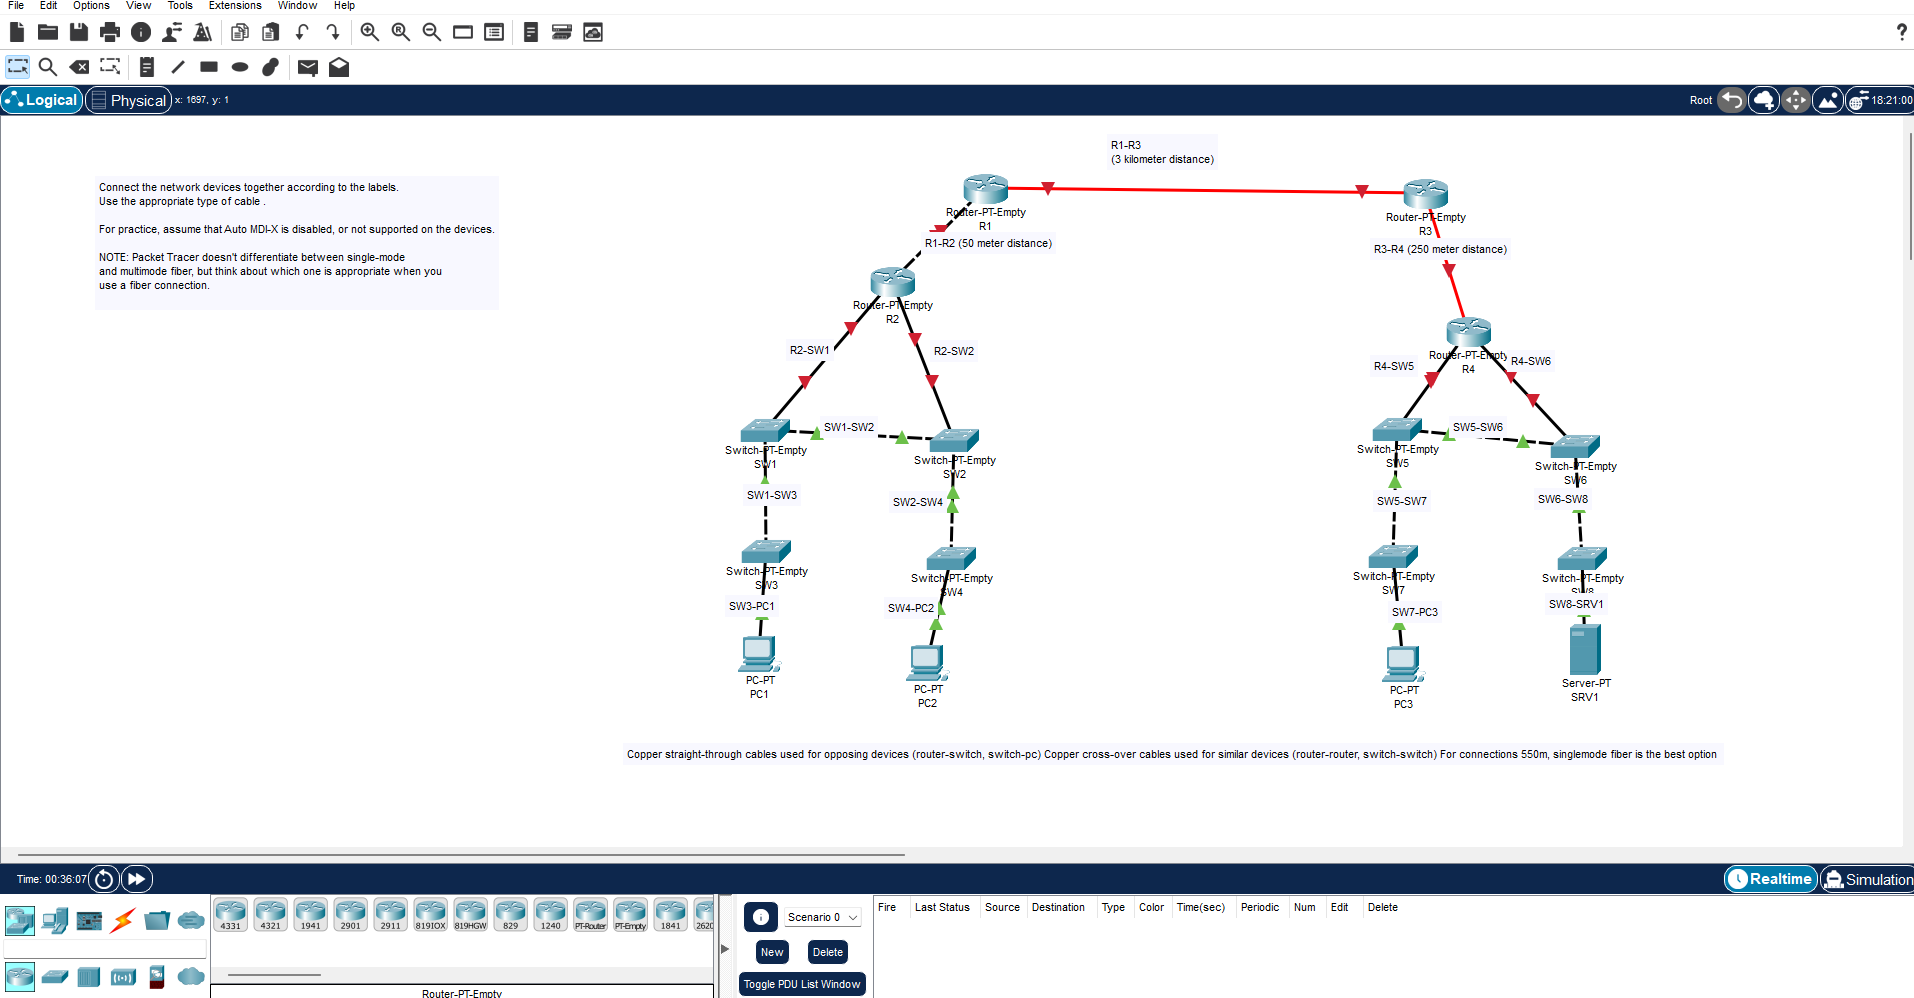 File Edit Options View Tools Extensions Window Help
?
Logical Physical x: 1697, y: 1 Root 18:21:00
Connect the network devices together according to the labels.
Use the appropriate type of cable .
For practice, assume that Auto MDI-X is disabled, or not supported on the devices.
NOTE: Packet Tracer doesn't differentiate between single-mode
and multimode fiber, but think about which one is appropriate when you
use a fiber connection.
R1-R3
(3 kilometer distance)
Router-PT-Empty
R1
Router-PT-Empty
R3
R1-R2 (50 meter distance)
R3-R4 (250 meter distance)
Router-PT-Empty
R2
R2-SW1
R2-SW2
Router-PT-Empty
R4
R4-SW5
R4-SW6
SW1-SW2
SW5-SW6
Switch-PT-Empty
SW1
Switch-PT-Empty
SW2
Switch-PT-Empty
SW5
Switch-PT-Empty
SW6
SW1-SW3
SW2-SW4
SW5-SW7
SW6-SW8
Switch-PT-Empty
SW3
Switch-PT-Empty
SW4
Switch-PT-Empty
SW7
Switch-PT-Empty
SW8
SW3-PC1
SW4-PC2
SW7-PC3
SW8-SRV1
PC-PT
PC1
PC-PT
PC2
PC-PT
PC3
Server-PT
SRV1
Copper straight-through cables used for opposing devices (router-switch, switch-pc) Copper cross-over cables used for similar devices (router-router, switch-switch) For connections 550m, singlemode fiber is the best option
Time: 00:36:07 Realtime Simulation
4331 4321 1941 2901 2911 819IOX 819HGW 829 1240 PT-Router PT-Empty 1841 2620
Scenario 0
New Delete
Toggle PDU List Window
Fire Last Status Source Destination Type Color Time(sec) Periodic Num Edit Delete
Router-PT-Empty